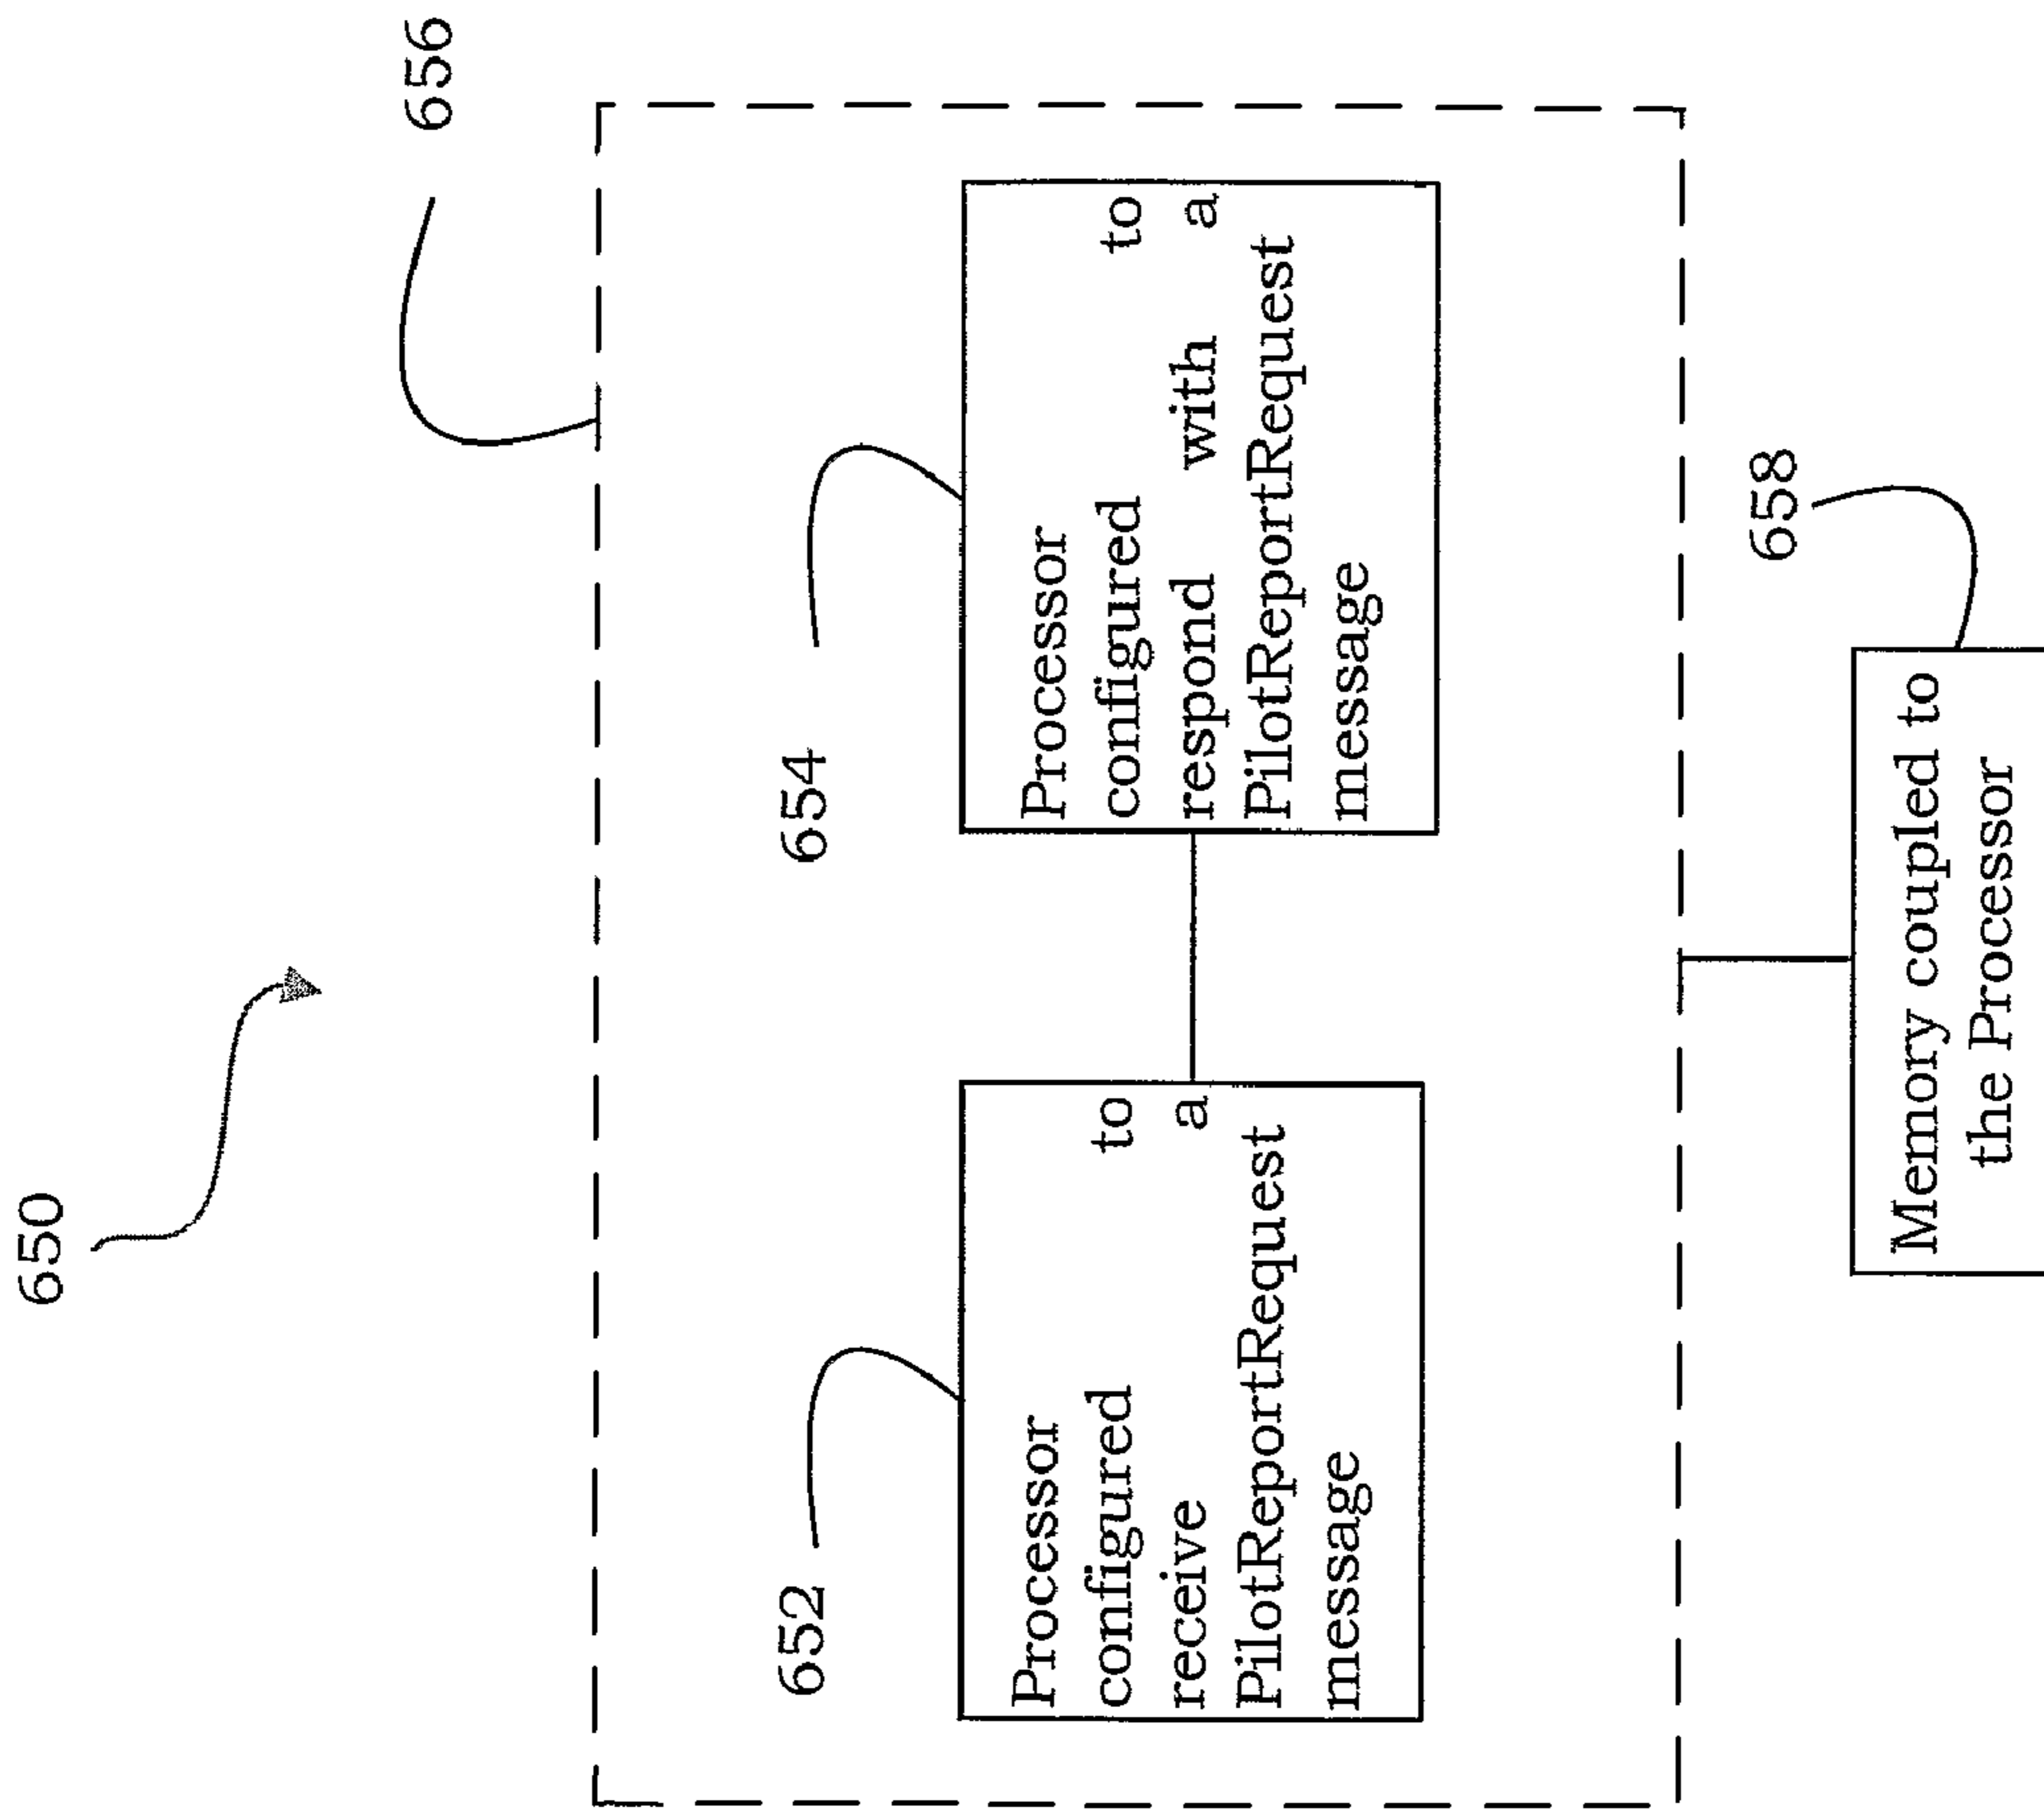 650
656
652
654
Processor
configured to
receive a
PilotReportRequest
message
Processor
configured to
respond with a
PilotReportRequest
message
658
Memory coupled to
the Processor